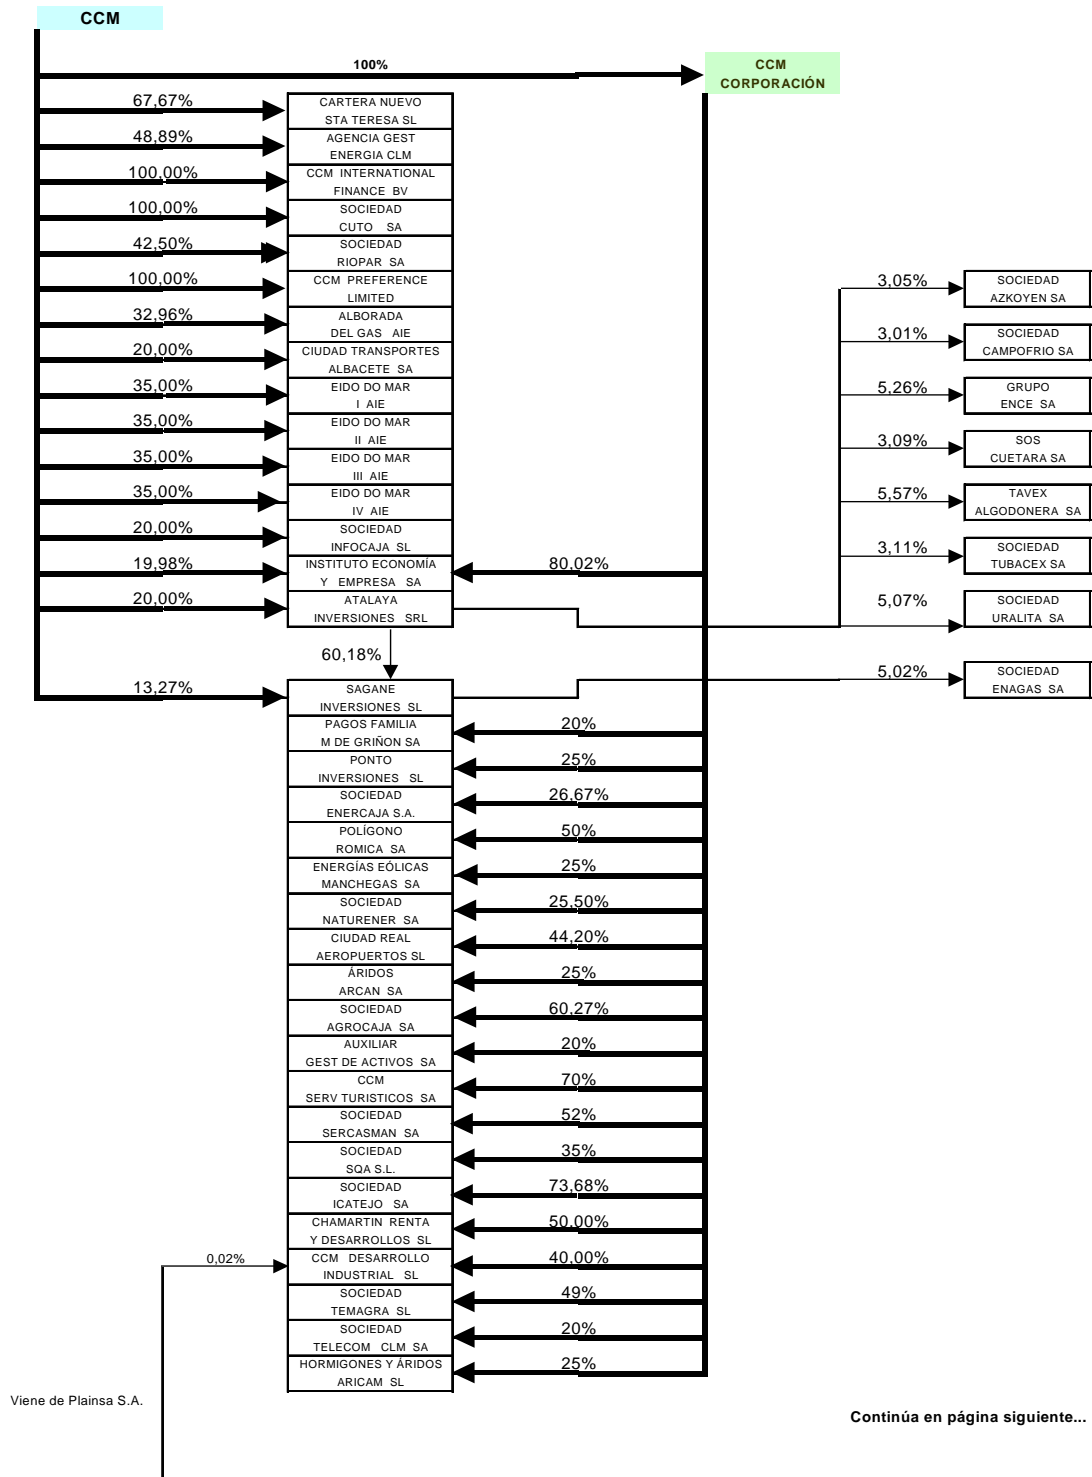 CCM
100%
CCM
CORPORACIÓN
67,67%
CARTERA NUEVO
STA TERESA SL
48,89%
AGENCIA GEST
ENERGIA CLM
100,00%
CCM INTERNATIONAL
FINANCE BV
100,00%
SOCIEDAD
CUTO SA
42,50%
SOCIEDAD
RIOPAR SA
100,00%
CCM PREFERENCE
LIMITED
3,05%
SOCIEDAD
AZKOYEN SA
32,96%
ALBORADA
DEL GAS AIE
3,01%
SOCIEDAD
CAMPOFRIO SA
20,00%
CIUDAD TRANSPORTES
ALBACETE SA
35,00%
EIDO DO MAR
I AIE
5,26%
GRUPO
ENCE SA
35,00%
EIDO DO MAR
II AIE
3,09%
SOS
CUETARA SA
35,00%
EIDO DO MAR
III AIE
35,00%
EIDO DO MAR
IV AIE
5,57%
TAVEX
ALGODONERA SA
20,00%
SOCIEDAD
INFOCAJA SL
3,11%
SOCIEDAD
TUBACEX SA
19,98%
INSTITUTO ECONOMÍA
Y EMPRESA SA
80,02%
20,00%
ATALAYA
INVERSIONES SRL
5,07%
SOCIEDAD
URALITA SA
60,18%
13,27%
SAGANE
INVERSIONES SL
5,02%
SOCIEDAD
ENAGAS SA
PAGOS FAMILIA
M DE GRIÑON SA
20%
PONTO
INVERSIONES SL
25%
SOCIEDAD
ENERCAJA S.A.
26,67%
POLÍGONO
ROMICA SA
50%
ENERGÍAS EÓLICAS
MANCHEGAS SA
25%
SOCIEDAD
NATURENER SA
25,50%
CIUDAD REAL
AEROPUERTOS SL
44,20%
ÁRIDOS
ARCAN SA
25%
SOCIEDAD
AGROCAJA SA
60,27%
AUXILIAR
GEST DE ACTIVOS SA
20%
CCM
SERV TURISTICOS SA
70%
SOCIEDAD
SERCASMAN SA
52%
SOCIEDAD
SQA S.L.
35%
SOCIEDAD
ICATEJO SA
73,68%
CHAMARTIN RENTA
Y DESARROLLOS SL
50,00%
0,02%
CCM DESARROLLO
INDUSTRIAL SL
40,00%
SOCIEDAD
TEMAGRA SL
49%
SOCIEDAD
TELECOM CLM SA
20%
HORMIGONES Y ÁRIDOS
ARICAM SL
25%
Viene de Plainsa S.A.
Continúa en página siguiente...